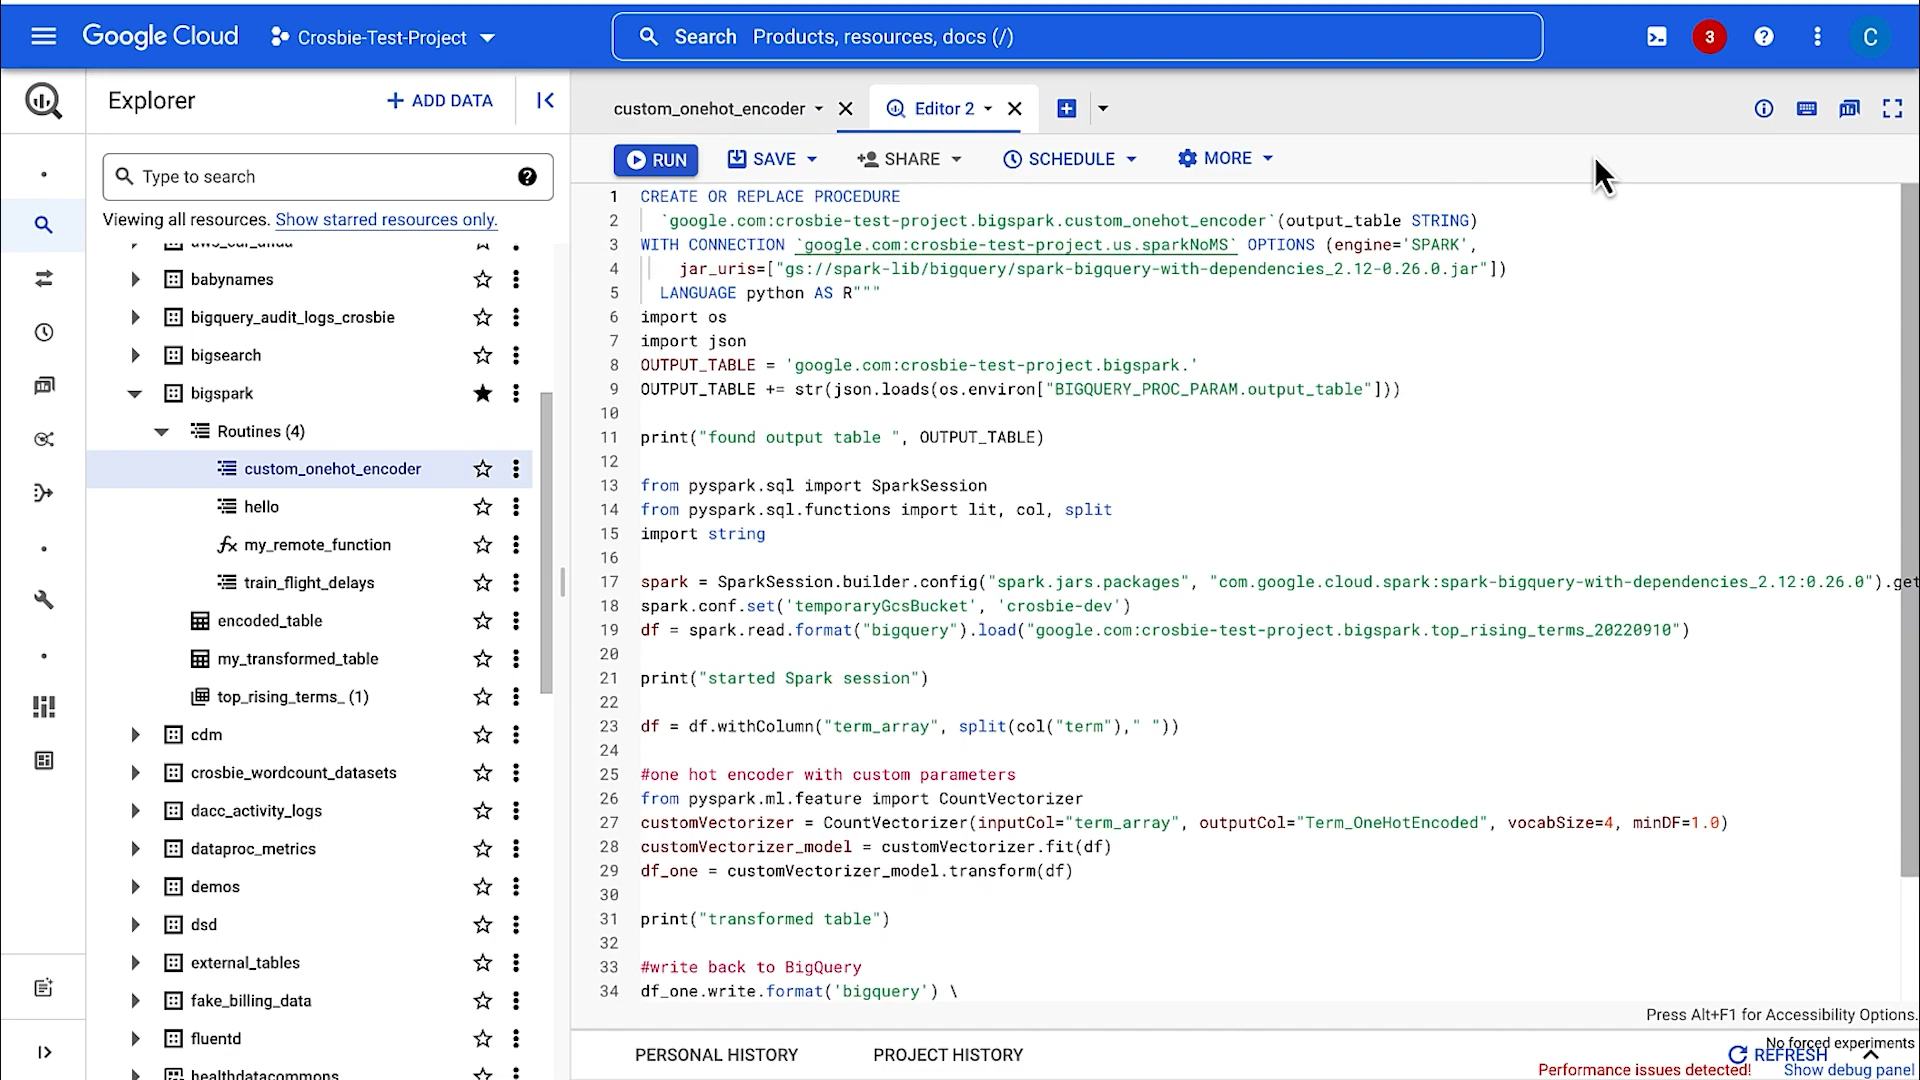 Google Cloud
Crosbie-Test-Project
Search Products, resources, docs (/)
3
C
Explorer
+ ADD DATA
Type to search
Viewing all resources. Show starred resources only.
babynames
bigquery_audit_logs_crosbie
bigsearch
bigspark
Routines (4)
custom_onehot_encoder
hello
my_remote_function
train_flight_delays
encoded_table
my_transformed_table
top_rising_terms_ (1)
cdm
crosbie_wordcount_datasets
dacc_activity_logs
dataproc_metrics
demos
dsd
external_tables
fake_billing_data
fluentd
healthdatacommons
custom_onehot_encoder
Editor 2
RUN
SAVE
SHARE
SCHEDULE
MORE
1 CREATE OR REPLACE PROCEDURE
2 `google.com:crosbie-test-project.bigspark.custom_onehot_encoder`(output_table STRING)
3 WITH CONNECTION `google.com:crosbie-test-project.us.sparkNoMS` OPTIONS (engine='SPARK',
4 jar_uris=["gs://spark-lib/bigquery/spark-bigquery-with-dependencies_2.12-0.26.0.jar"])
5 LANGUAGE python AS R"""
6 import os
7 import json
8 OUTPUT_TABLE = 'google.com:crosbie-test-project.bigspark.'
9 OUTPUT_TABLE += str(json.loads(os.environ["BIGQUERY_PROC_PARAM.output_table"]))
10
11 print("found output table ", OUTPUT_TABLE)
12
13 from pyspark.sql import SparkSession
14 from pyspark.sql.functions import lit, col, split
15 import string
16
17 spark = SparkSession.builder.config("spark.jars.packages", "com.google.cloud.spark:spark-bigquery-with-dependencies_2.12:0.26.0").get
18 spark.conf.set('temporaryGcsBucket', 'crosbie-dev')
19 df = spark.read.format("bigquery").load("google.com:crosbie-test-project.bigspark.top_rising_terms_20220910")
20
21 print("started Spark session")
22
23 df = df.withColumn("term_array", split(col("term")," "))
24
25 #one hot encoder with custom parameters
26 from pyspark.ml.feature import CountVectorizer
27 customVectorizer = CountVectorizer(inputCol="term_array", outputCol="Term_OneHotEncoded", vocabSize=4, minDF=1.0)
28 customVectorizer_model = customVectorizer.fit(df)
29 df_one = customVectorizer_model.transform(df)
30
31 print("transformed table")
32
33 #write back to BigQuery
34 df_one.write.format('bigquery') \
Press Alt+F1 for Accessibility Options.
PERSONAL HISTORY
PROJECT HISTORY
No forced experiments
REFRESH
Performance issues detected! Show debug panel